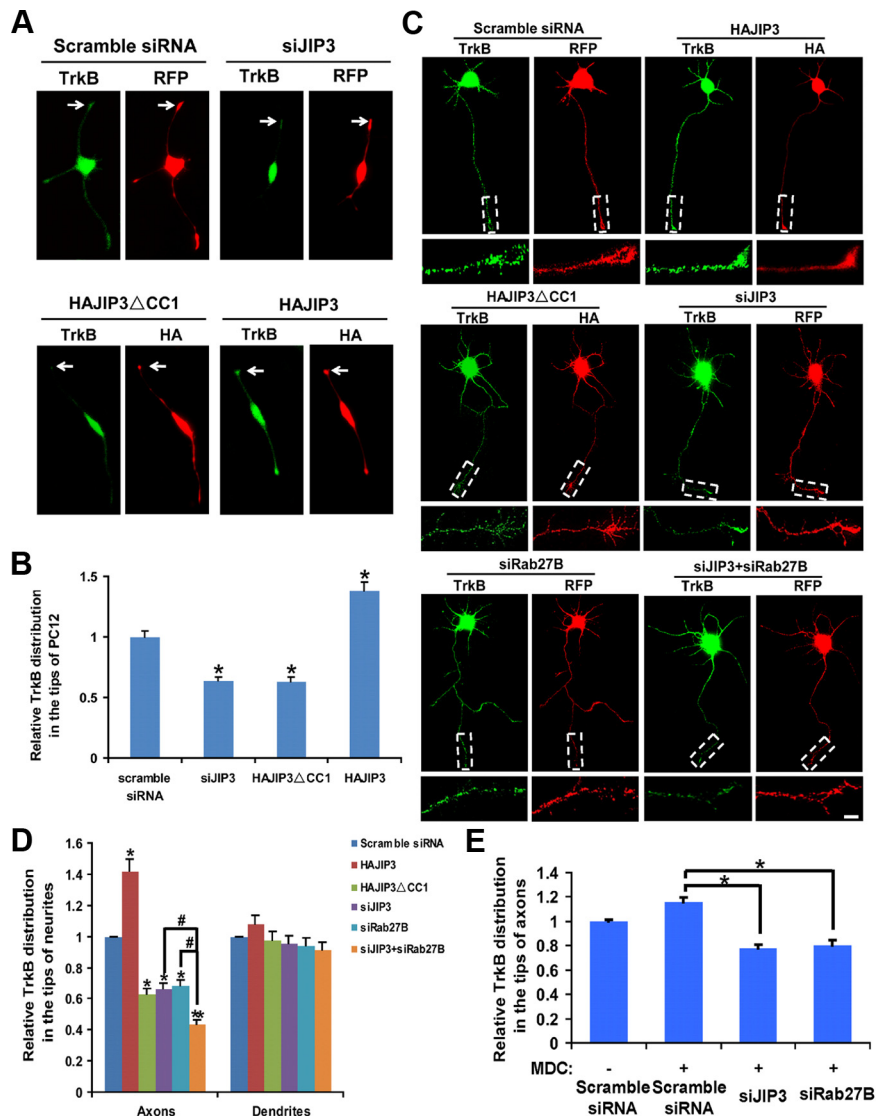 A
Scramble siRNA
siJIP3
TrkB
RFP
TrkB
RFP
HAJIP3△CC1
HAJIP3
TrkB
HA
TrkB
HA
B
Relative TrkB distribution
in the tips of PC12
1.5
1
0.5
0
*
*
*
scramble
siRNA
siJIP3
HAJIP3△CC1
HAJIP3
C
Scramble siRNA
HAJIP3
TrkB
RFP
TrkB
HA
HAJIP3△CC1
siJIP3
TrkB
HA
TrkB
RFP
siRab27B
siJIP3+siRab27B
TrkB
RFP
TrkB
RFP
D
Relative TrkB distribution
in the tips of neurites
1.6
1.4
1.2
1
0.8
0.6
0.4
0.2
0
*
*
*
*
**
#
#
Axons
Dendrites
Scramble siRNA
HAJIP3
HAJIP3△CC1
siJIP3
siRab27B
siJIP3+siRab27B
E
Relative TrkB distribution
in the tips of axons
1.4
1.2
1
0.8
0.6
0.4
0.2
0
*
*
MDC: - + + +
Scramble
siRNA
Scramble
siRNA
siJIP3
siRab27B